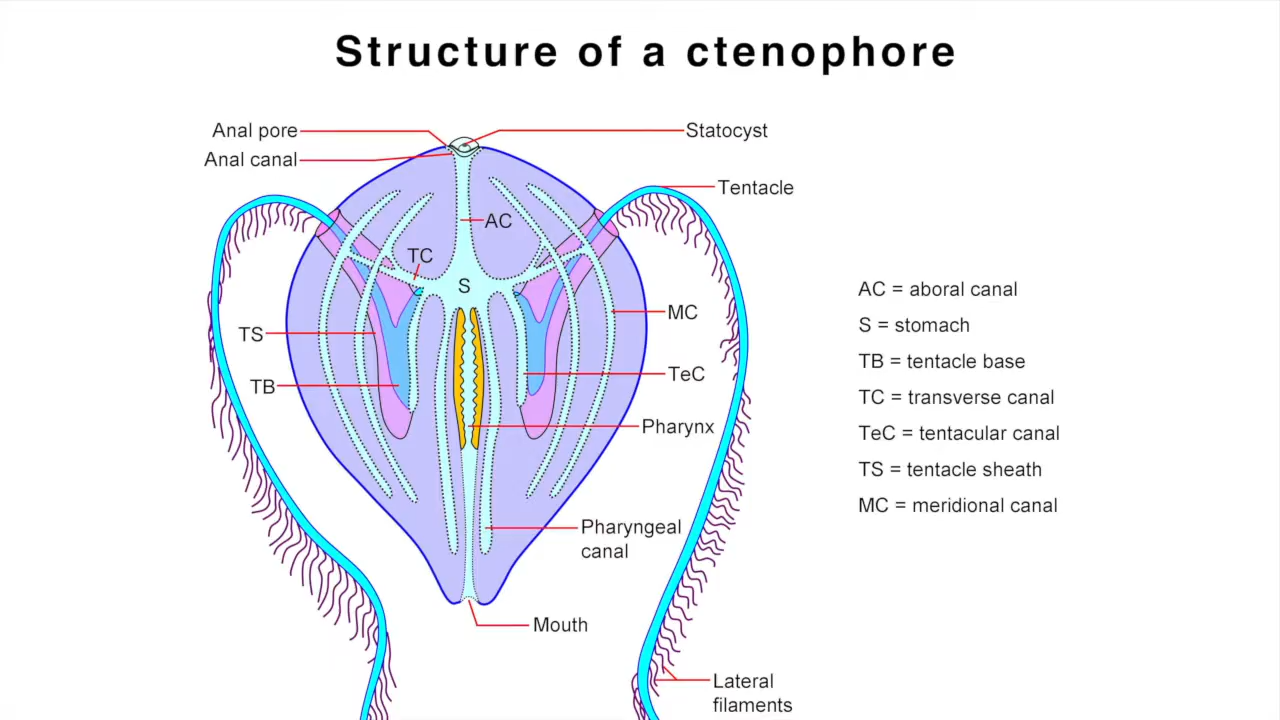 Structure of a ctenophore
Anal pore
Statocyst
Anal canal
Tentacle
AC
TC
S
MC
TS
TeC
TB
Pharynx
Pharyngeal
canal
Mouth
Lateral
filaments
AC = aboral canal
S = stomach
TB = tentacle base
TC = transverse canal
TeC = tentacular canal
TS = tentacle sheath
MC = meridional canal